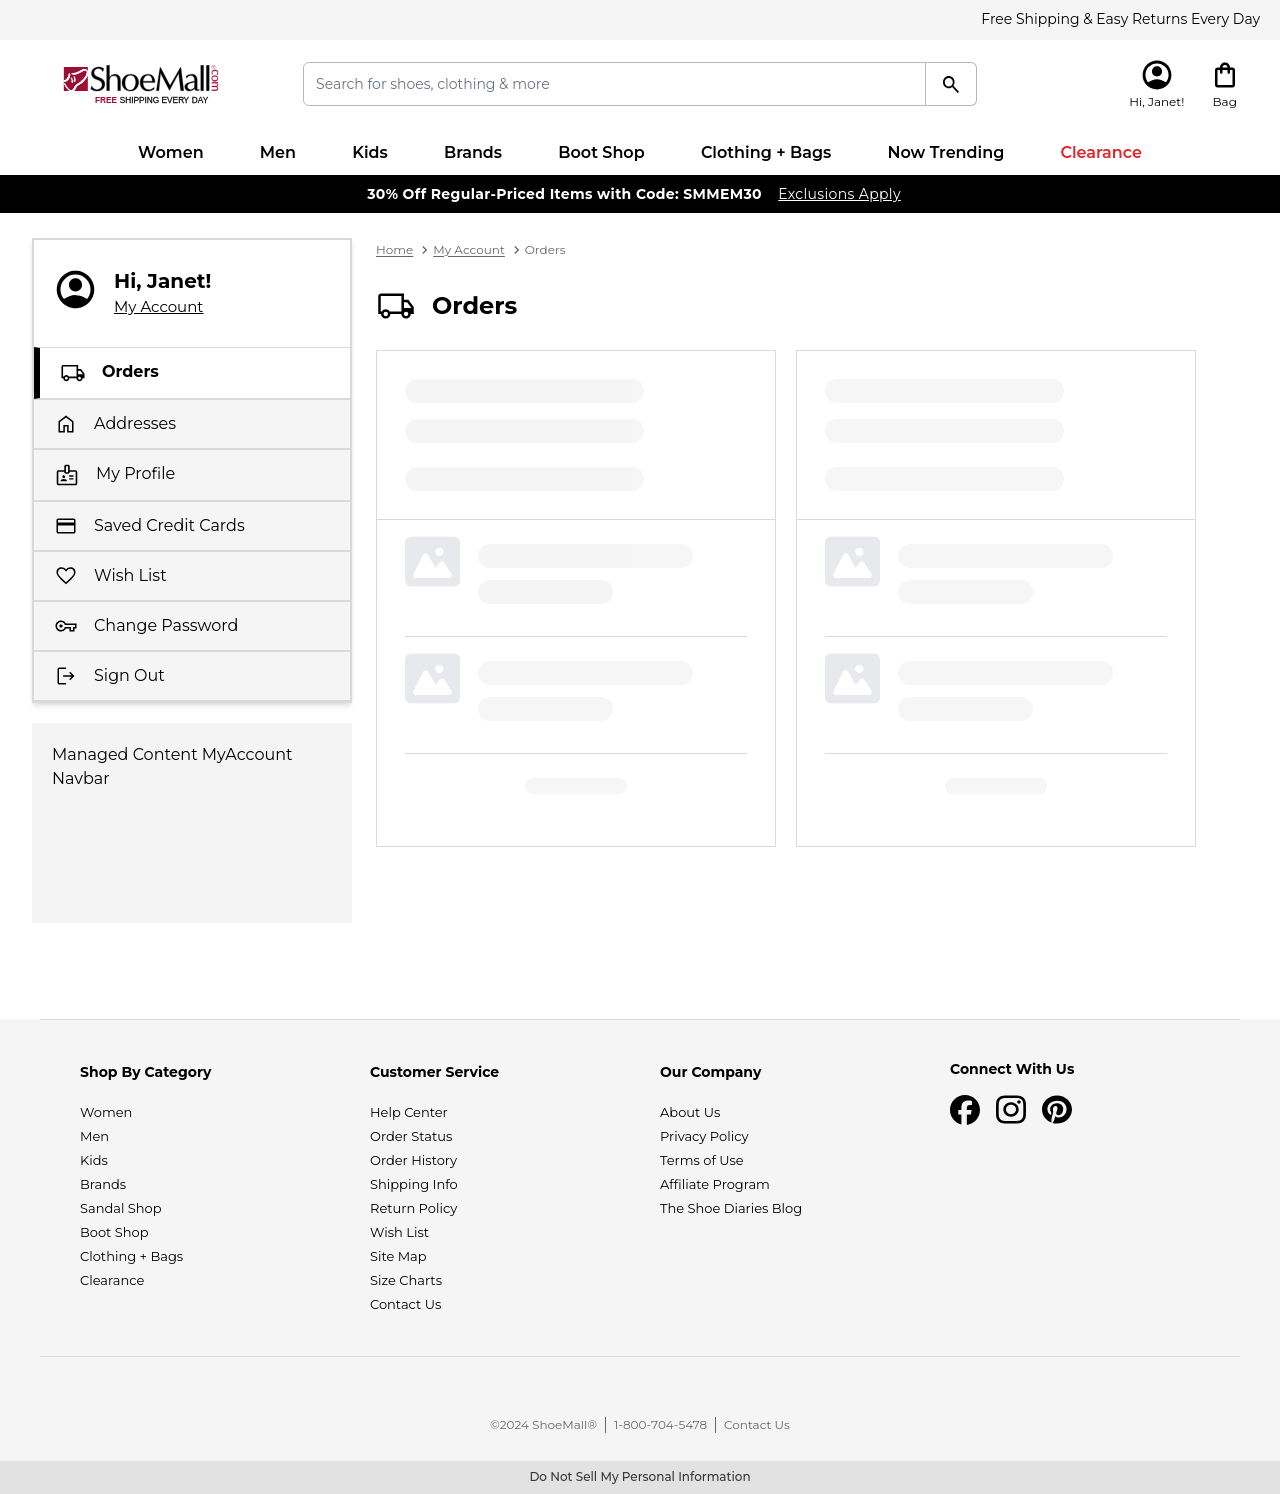 Free Shipping & Easy Returns Every Day
ShoeMall.com
FREE SHIPPING EVERY DAY
Search for shoes, clothing & more
Hi, Janet!
Bag
Women Men Kids Brands Boot Shop Clothing + Bags Now Trending Clearance
30% Off Regular-Priced Items with Code: SMMEM30 Exclusions Apply
Hi, Janet!
My Account
Orders
Addresses
My Profile
Saved Credit Cards
Wish List
Change Password
Sign Out
Managed Content MyAccount
Navbar
Home > My Account > Orders
Orders
Shop By Category
Women
Men
Kids
Brands
Sandal Shop
Boot Shop
Clothing + Bags
Clearance
Customer Service
Help Center
Order Status
Order History
Shipping Info
Return Policy
Wish List
Site Map
Size Charts
Contact Us
Our Company
About Us
Privacy Policy
Terms of Use
Affiliate Program
The Shoe Diaries Blog
Connect With Us
©2024 ShoeMall® | 1-800-704-5478 | Contact Us
Do Not Sell My Personal Information